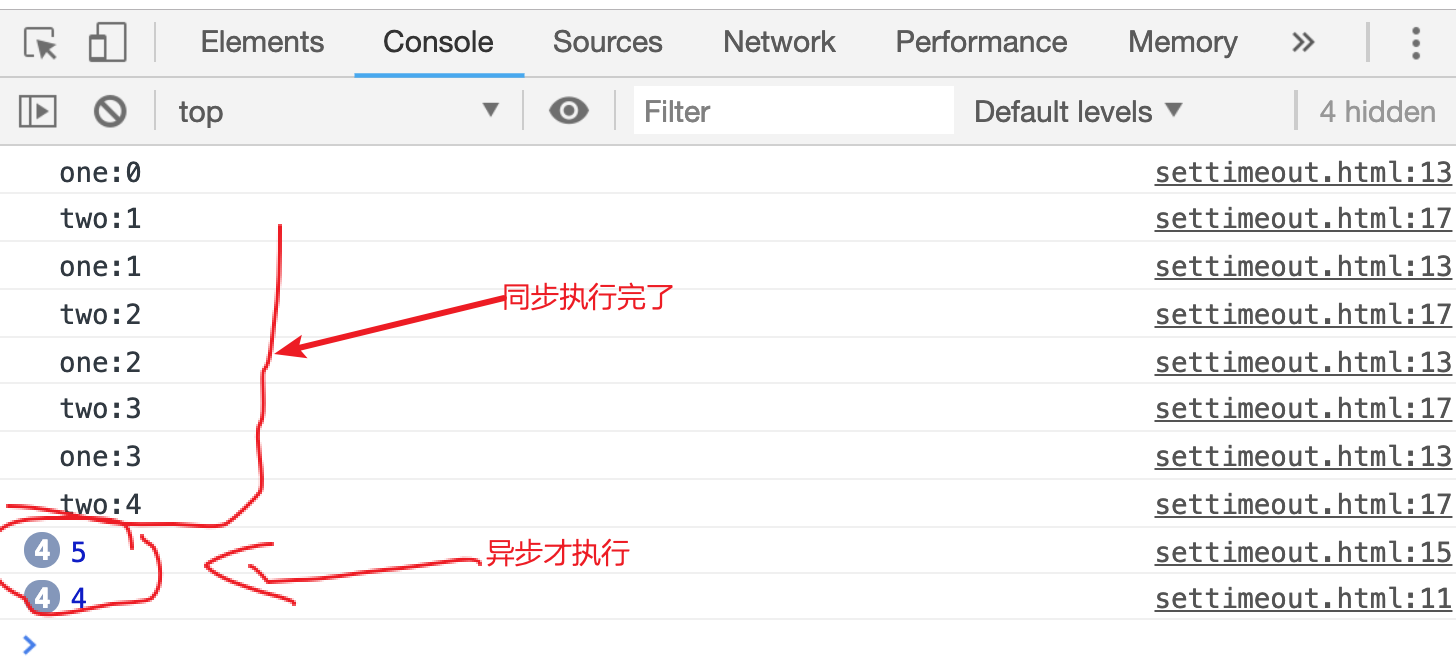 Elements Console Sources Network Performance Memory
top Filter Default levels 4 hidden
one:0 settimeout.html:13
two:1 settimeout.html:17
one:1 settimeout.html:13
同步执行完了
two:2 settimeout.html:17
one:2 settimeout.html:13
two:3 settimeout.html:17
one:3 settimeout.html:13
two:4 settimeout.html:17
4 5 异步才执行 settimeout.html:15
4 4 settimeout.html:11